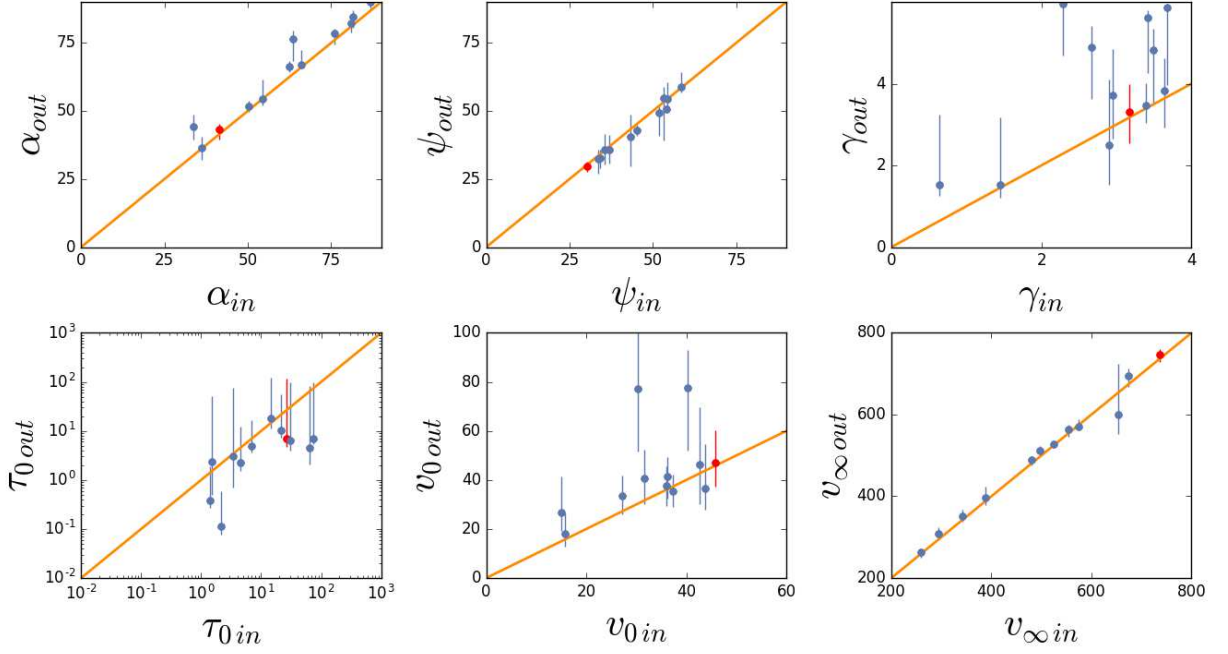 75
50
25
0
0 25 50 75
α_out
α_in
75
50
25
0
0 25 50 75
ψ_out
ψ_in
4
2
0
0 2 4
γ_out
γ_in
10^3
10^2
10^1
10^0
10^-1
10^-2
10^-2 10^-1 10^0 10^1 10^2 10^3
τ_0 out
τ_0 in
100
80
60
40
20
0
0 20 40 60
v_0 out
v_0 in
800
600
400
200
200 400 600 800
v_∞ out
v_∞ in